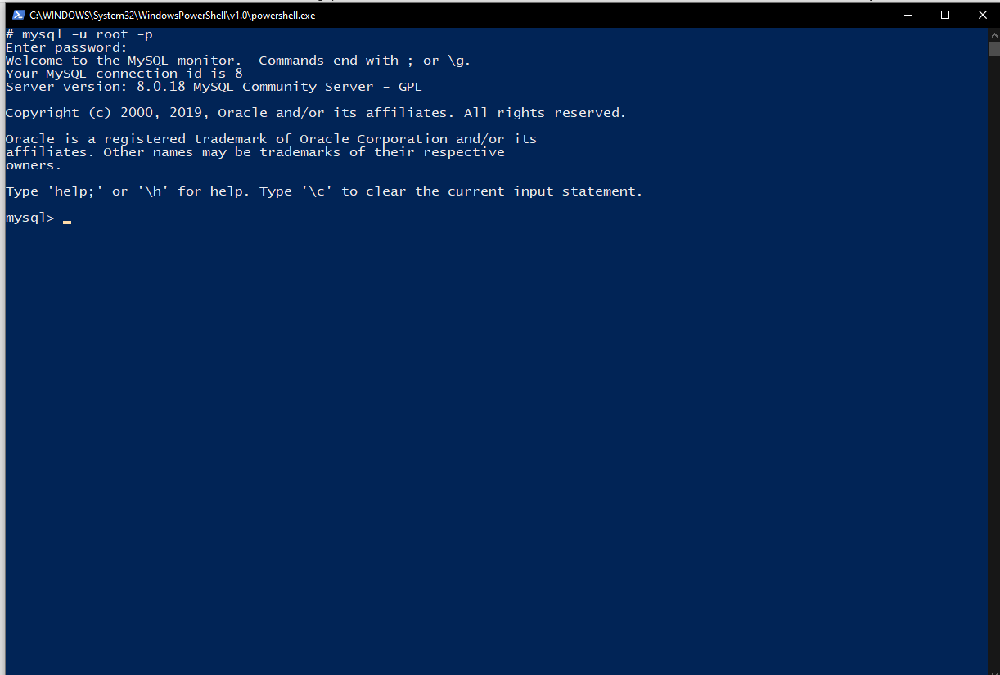 C:\WINDOWS\System32\WindowsPowerShell\v1.0\powershell.exe
# mysql -u root -p
Enter password:
Welcome to the MySQL monitor.  Commands end with ; or \g.
Your MySQL connection id is 8
Server version: 8.0.18 MySQL Community Server - GPL
Copyright (c) 2000, 2019, Oracle and/or its affiliates. All rights reserved.
Oracle is a registered trademark of Oracle Corporation and/or its
affiliates. Other names may be trademarks of their respective
owners.
Type 'help;' or '\h' for help. Type '\c' to clear the current input statement.
mysql>